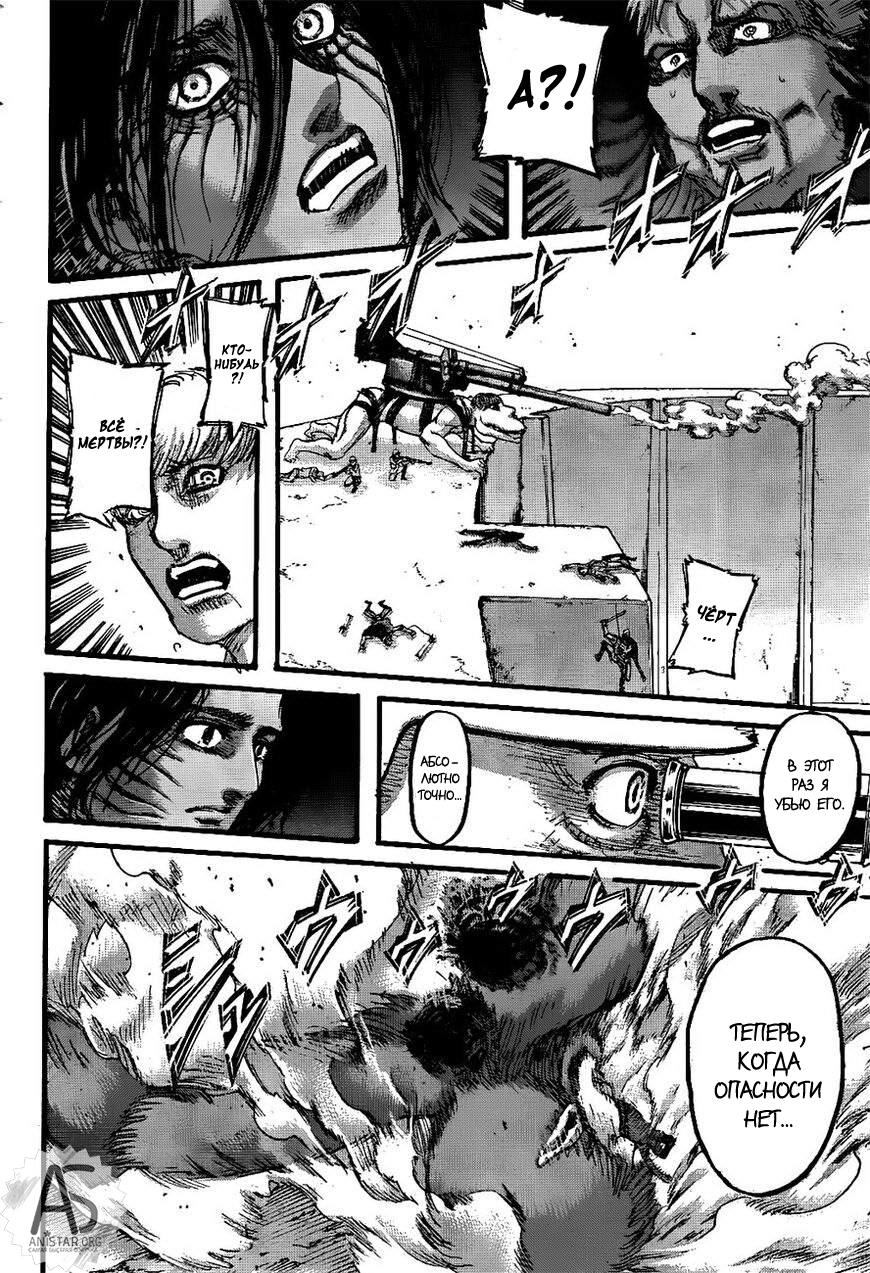 А?!
КТО-
НИБУДЬ
?!
ВСЁ
МЕРТВЫ?!
ЧЁРТ
...
В ЭТОТ
РАЗ Я
УБЬЮ ЕГО.
АБСО -
ЛЮТНО
ТОЧНО...
ТЕПЕРЬ,
КОГДА
ОПАСНОСТИ
НЕТ...
AS
ANISTAR.ORG